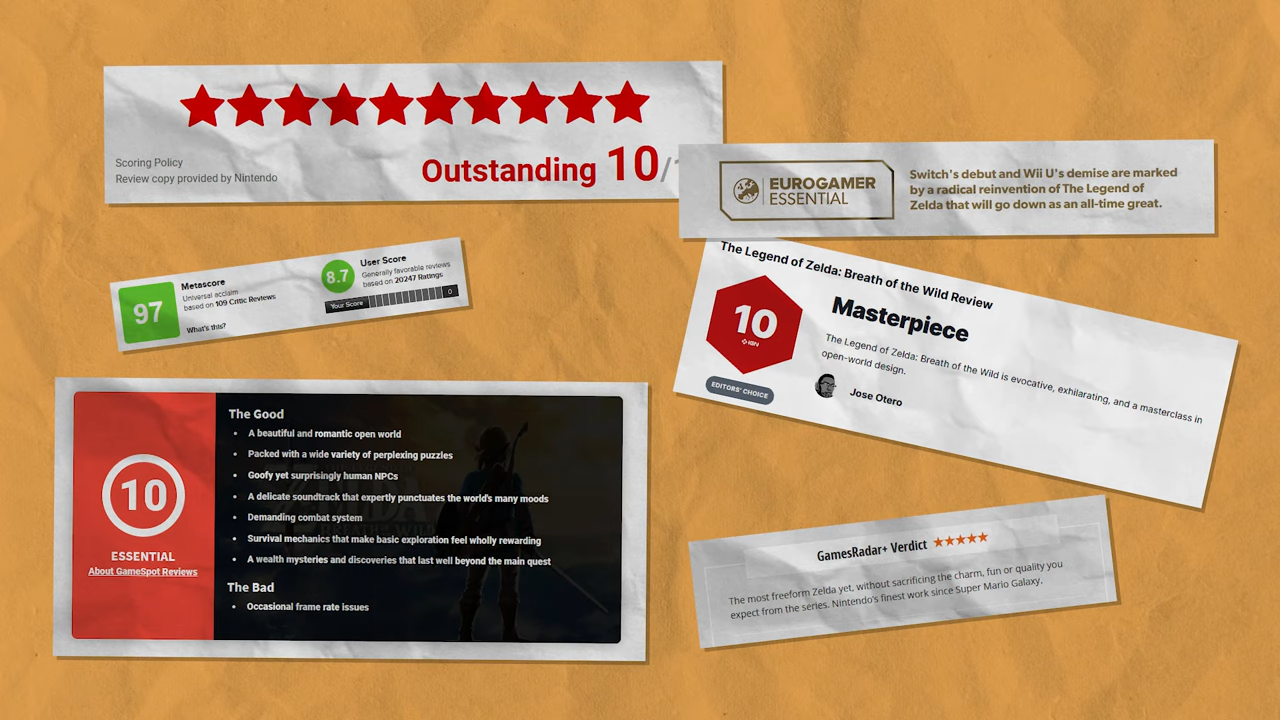 Scoring Policy
Review copy provided by Nintendo
Outstanding 10/
EUROGAMER
ESSENTIAL
Switch's debut and Wii U's demise are marked
by a radical reinvention of The Legend of
Zelda that will go down as an all-time great.
97
Metascore
Universal acclaim
based on 109 Critic Reviews
What's this?
8.7
User Score
Generally favorable reviews
based on 20247 Ratings
Your Score
0
The Legend of Zelda: Breath of the Wild Review
10
IGN
Masterpiece
The Legend of Zelda: Breath of the Wild is evocative, exhilarating, and a masterclass in
open-world design.
EDITORS' CHOICE
Jose Otero
10
ESSENTIAL
About GameSpot Reviews
The Good
• A beautiful and romantic open world
• Packed with a wide variety of perplexing puzzles
• Goofy yet surprisingly human NPCs
• A delicate soundtrack that expertly punctuates the world's many moods
• Demanding combat system
• Survival mechanics that make basic exploration feel wholly rewarding
• A wealth mysteries and discoveries that last well beyond the main quest
The Bad
• Occasional frame rate issues
GamesRadar+ Verdict
The most freeform Zelda yet, without sacrificing the charm, fun or quality you
expect from the series. Nintendo's finest work since Super Mario Galaxy.